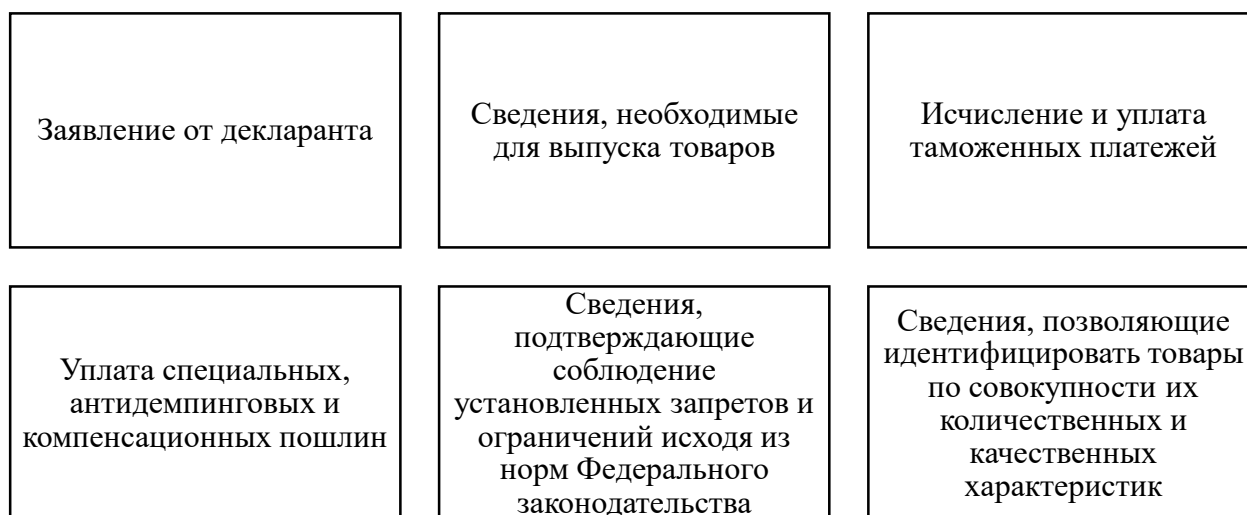 Заявление от декларанта
Сведения, необходимые
для выпуска товаров
Исчисление и уплата
таможенных платежей
Уплата специальных,
антидемпинговых и
компенсационных пошлин
Сведения,
подтверждающие
соблюдение
установленных запретов и
ограничений исходя из
норм Федерального
законодательства
Сведения, позволяющие
идентифицировать товары
по совокупности их
количественных и
качественных
характеристик